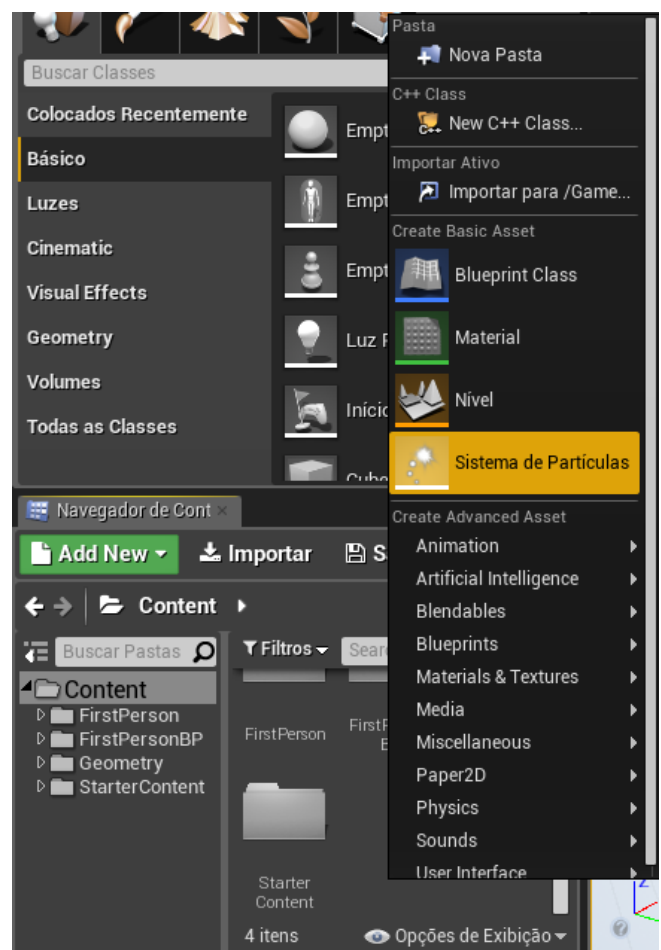 Buscar Classes
Colocados Recentemente
Básico
Luzes
Cinematic
Visual Effects
Geometry
Volumes
Todas as Classes
Empt
Empt
Empt
Luz
Iníci
Cube
Pasta
Nova Pasta
C++ Class
New C++ Class...
Importar Ativo
Importar para /Game...
Create Basic Asset
Blueprint Class
Material
Nível
Sistema de Partículas
Create Advanced Asset
Animation
Artificial Intelligence
Blendables
Blueprints
Materials & Textures
Media
Miscellaneous
Paper2D
Physics
Sounds
User Interface
Navegador de Cont
Add New
Importar
Content
Buscar Pastas
Filtros
Sear
Content
FirstPerson
FirstPersonBP
Geometry
StarterContent
FirstPerson
FirstP
Starter
Content
4 itens
Opções de Exibição
Z